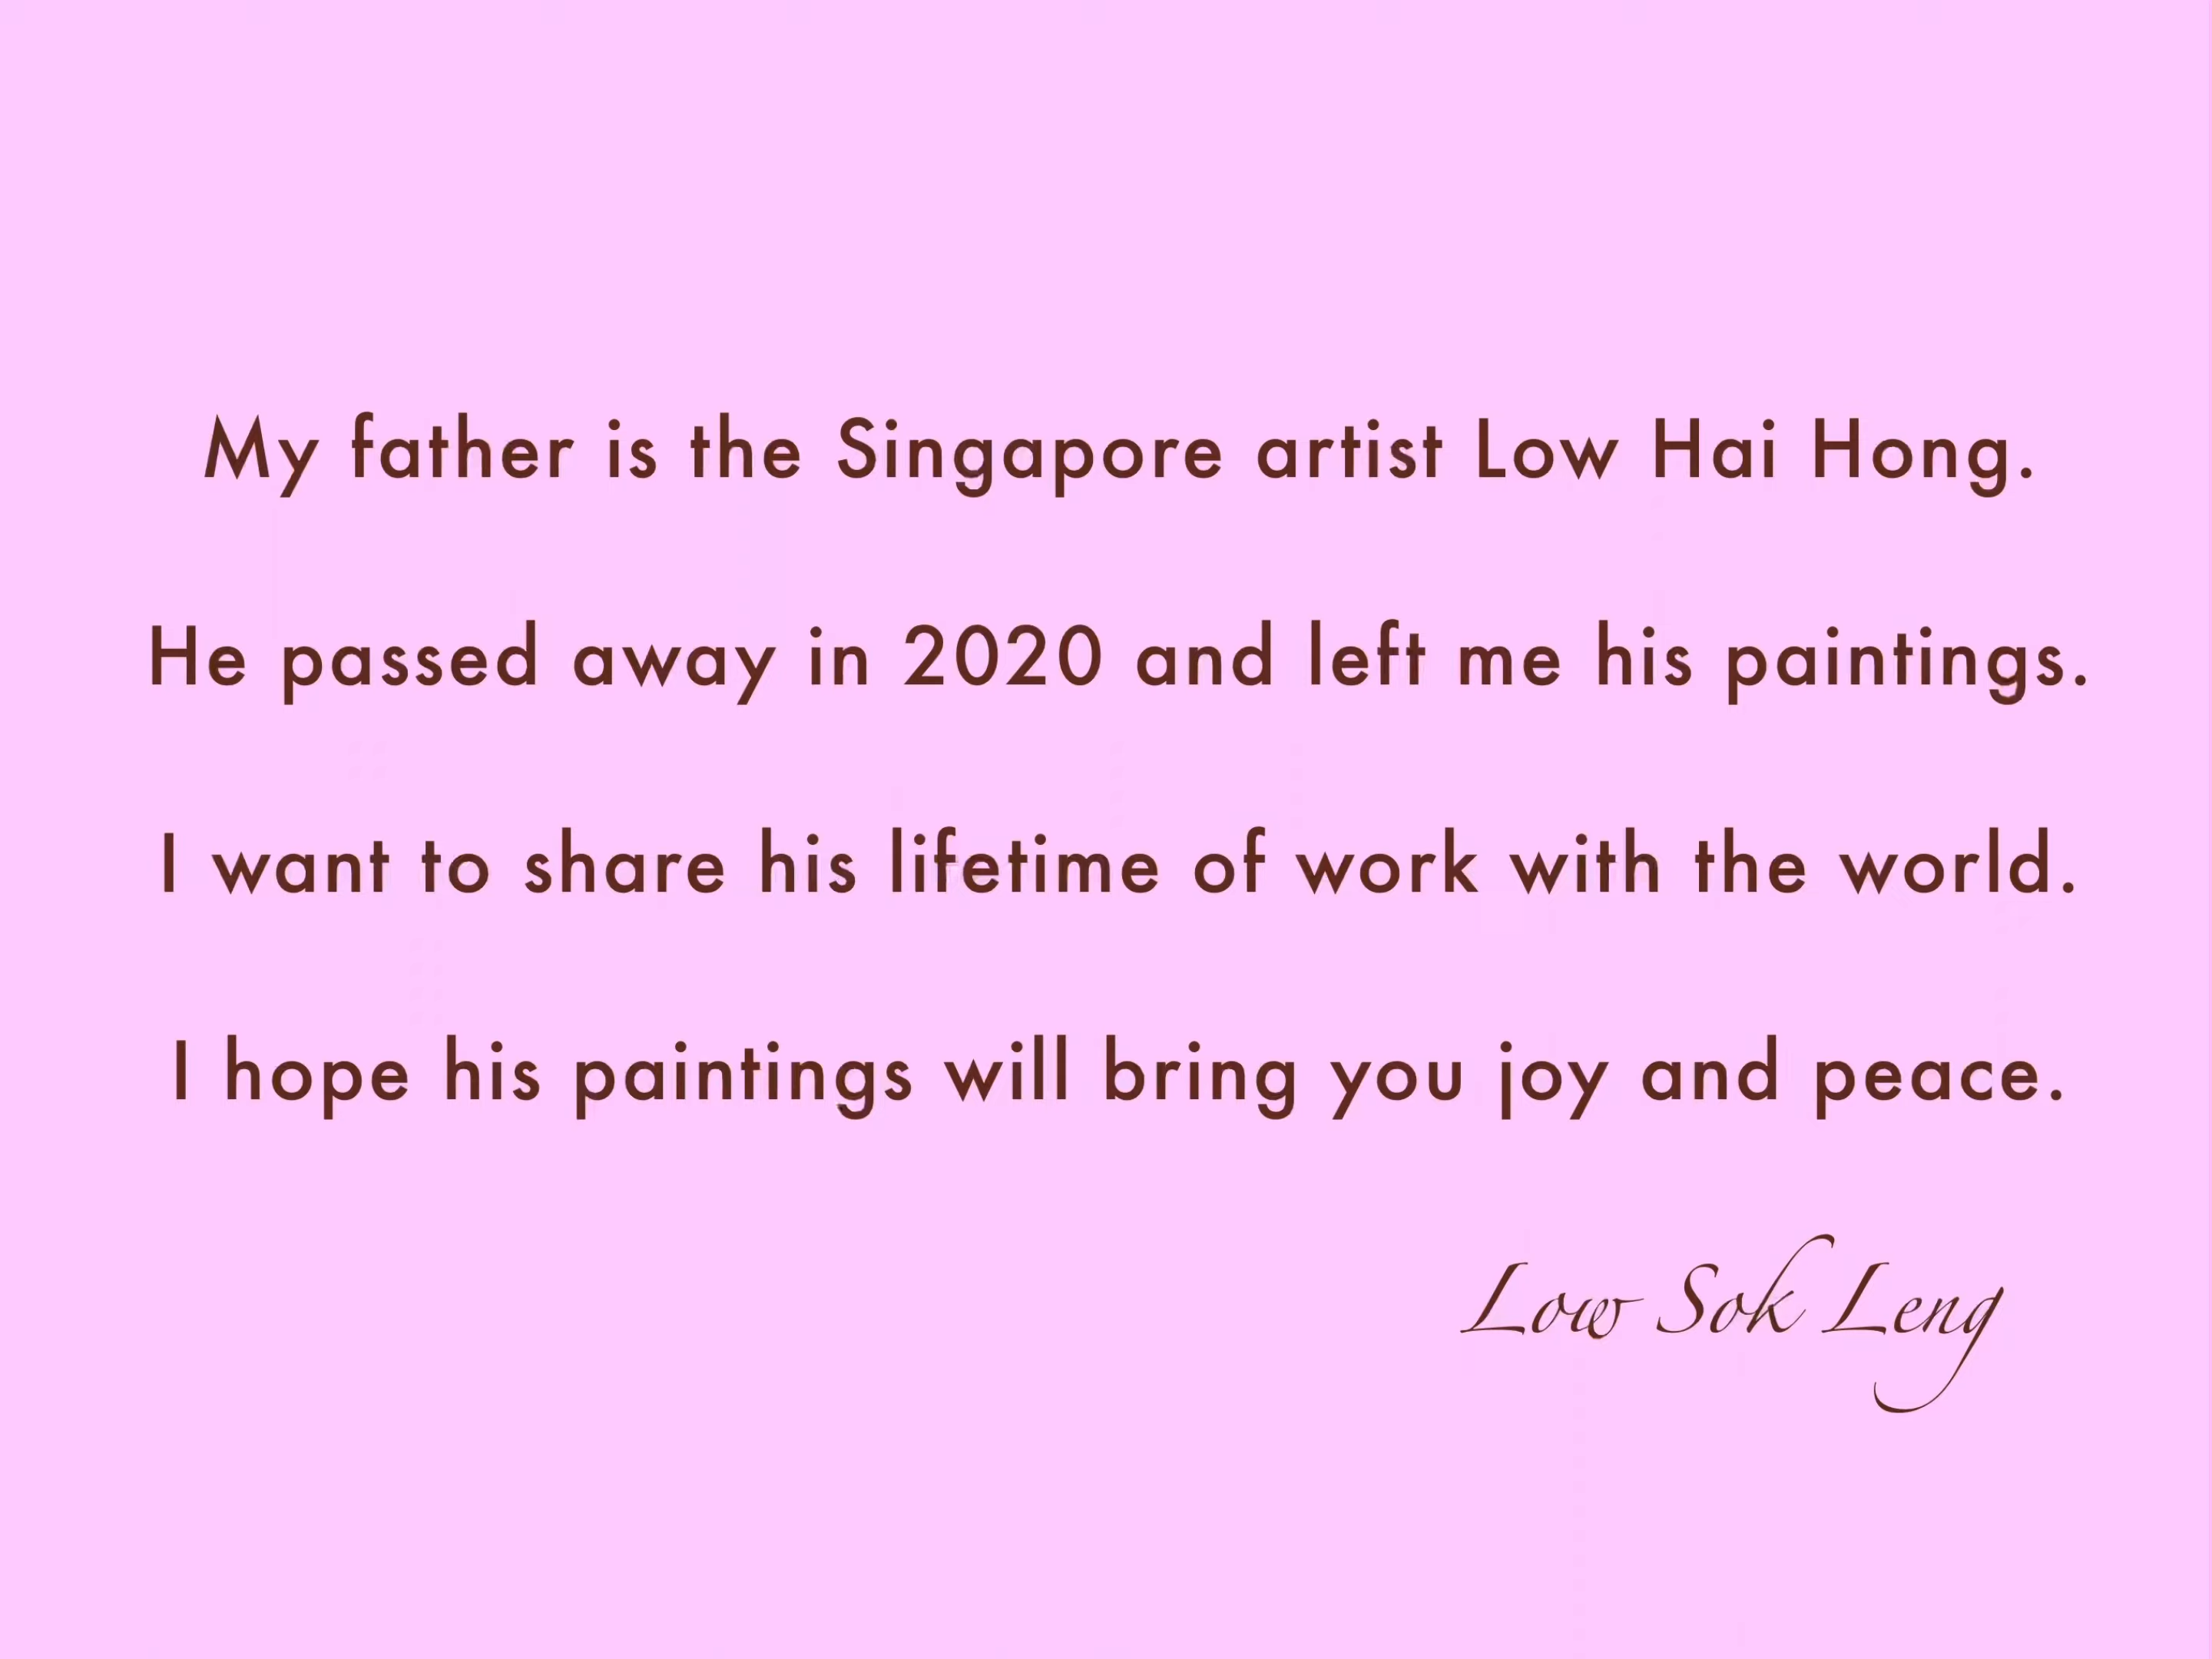 My father is the Singapore artist Low Hai Hong.
He passed away in 2020 and left me his paintings.
I want to share his lifetime of work with the world.
I hope his paintings will bring you joy and peace.
Low Sok Leng